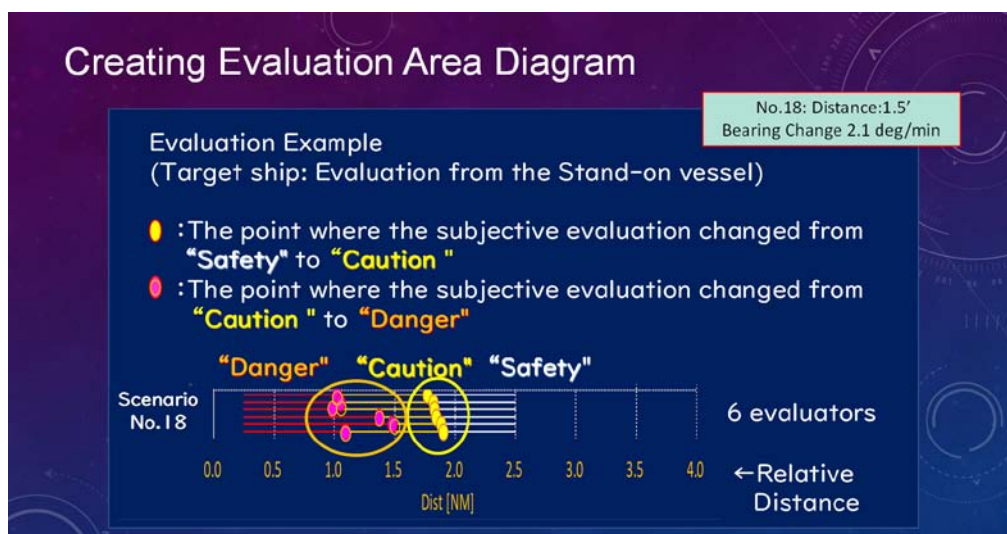 Creating Evaluation Area Diagram
No.18: Distance:1.5’
Bearing Change 2.1 deg/min
Evaluation Example
(Target ship: Evaluation from the Stand-on vessel)
:The point where the subjective evaluation changed from
“Safety" to “Caution "
:The point where the subjective evaluation changed from
“Caution " to “Danger"
“Danger" “Caution" “Safety"
Scenario
No.18
6 evaluators
0.0 0.5 1.0 1.5 2.0 2.5 3.0 3.5 4.0
←Relative
Distance
Dist [NM]